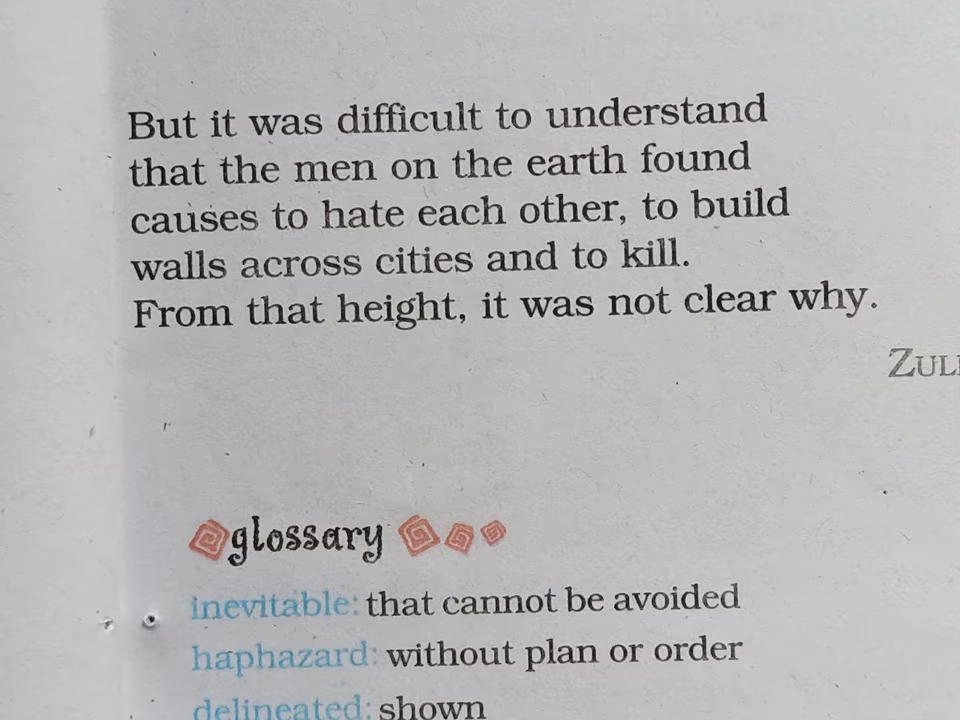 But it was difficult to understand
that the men on the earth found
causes to hate each other, to build
walls across cities and to kill.
From that height, it was not clear why.
glossary
inevitable: that cannot be avoided
haphazard: without plan or order
delineated: shown